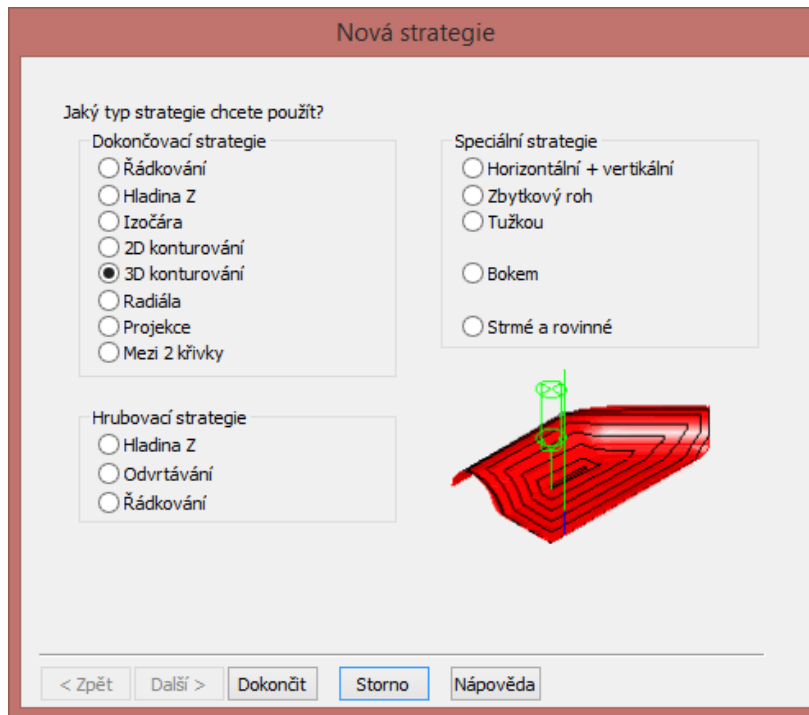 Nová strategie
Jaký typ strategie chcete použít?
Dokončovací strategie
Řádkování
Hladina Z
Izočára
2D konturování
3D konturování
Radiála
Projekce
Mezi 2 křivky
Speciální strategie
Horizontální + vertikální
Zbytkový roh
Tužkou
Bokem
Strmé a rovinné
Hrubovací strategie
Hladina Z
Odvrtávání
Řádkování
< Zpět
Další >
Dokončit
Storno
Nápověda